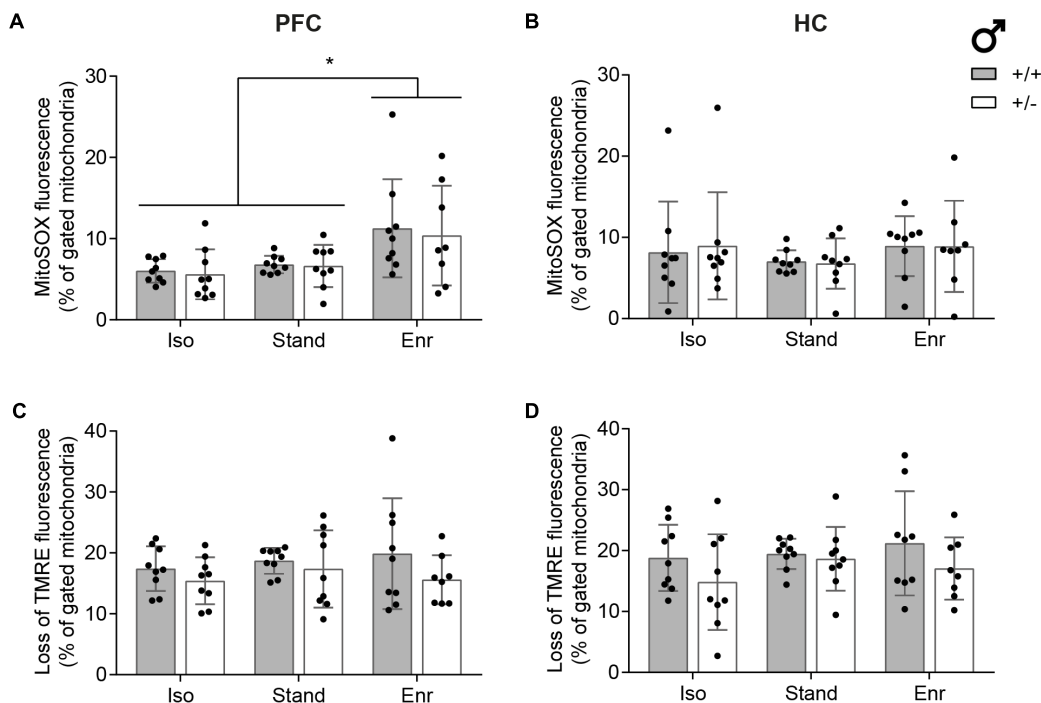 A
PFC
B
HC
♂
+/+
+/-
*
MitoSOX fluorescence
(% of gated mitochondria)
30
20
10
0
Iso
Stand
Enr
MitoSOX fluorescence
(% of gated mitochondria)
30
20
10
0
Iso
Stand
Enr
C
Loss of TMRE fluorescence
(% of gated mitochondria)
40
30
20
10
0
Iso
Stand
Enr
D
Loss of TMRE fluorescence
(% of gated mitochondria)
40
30
20
10
0
Iso
Stand
Enr